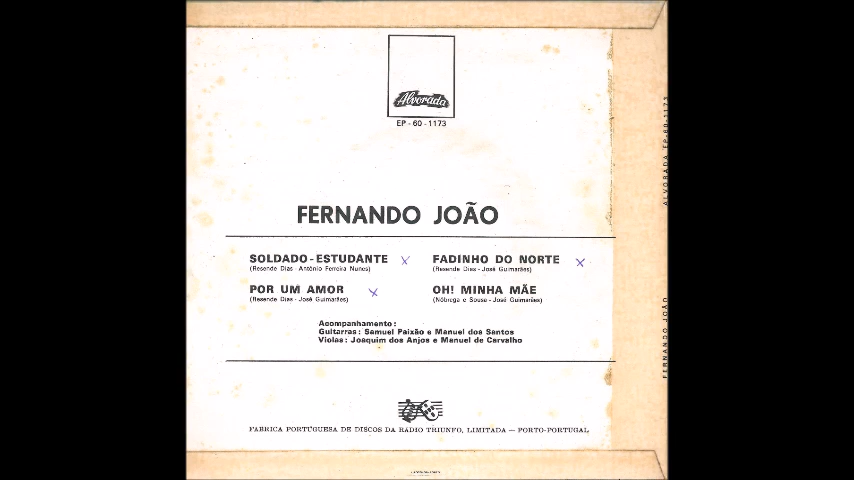 Alvorada
EP - 60 - 1173
FERNANDO JOÃO
SOLDADO - ESTUDANTE
(Resende Dias - António Ferreira Nunes)
FADINHO DO NORTE
(Resende Dias - José Guimarães)
POR UM AMOR
(Resende Dias - José Guimarães)
OH! MINHA MÃE
(Nóbrega e Sousa - José Guimarães)
Acompanhamento :
Guitarras : Samuel Paixão e Manuel dos Santos
Violas : Joaquim dos Anjos e Manuel de Carvalho
FABRICA PORTUGUESA DE DISCOS DA RÁDIO TRIUNFO, LIMITADA — PORTO-PORTUGAL
ALVORADA EP-60-1173
FERNANDO JOÃO